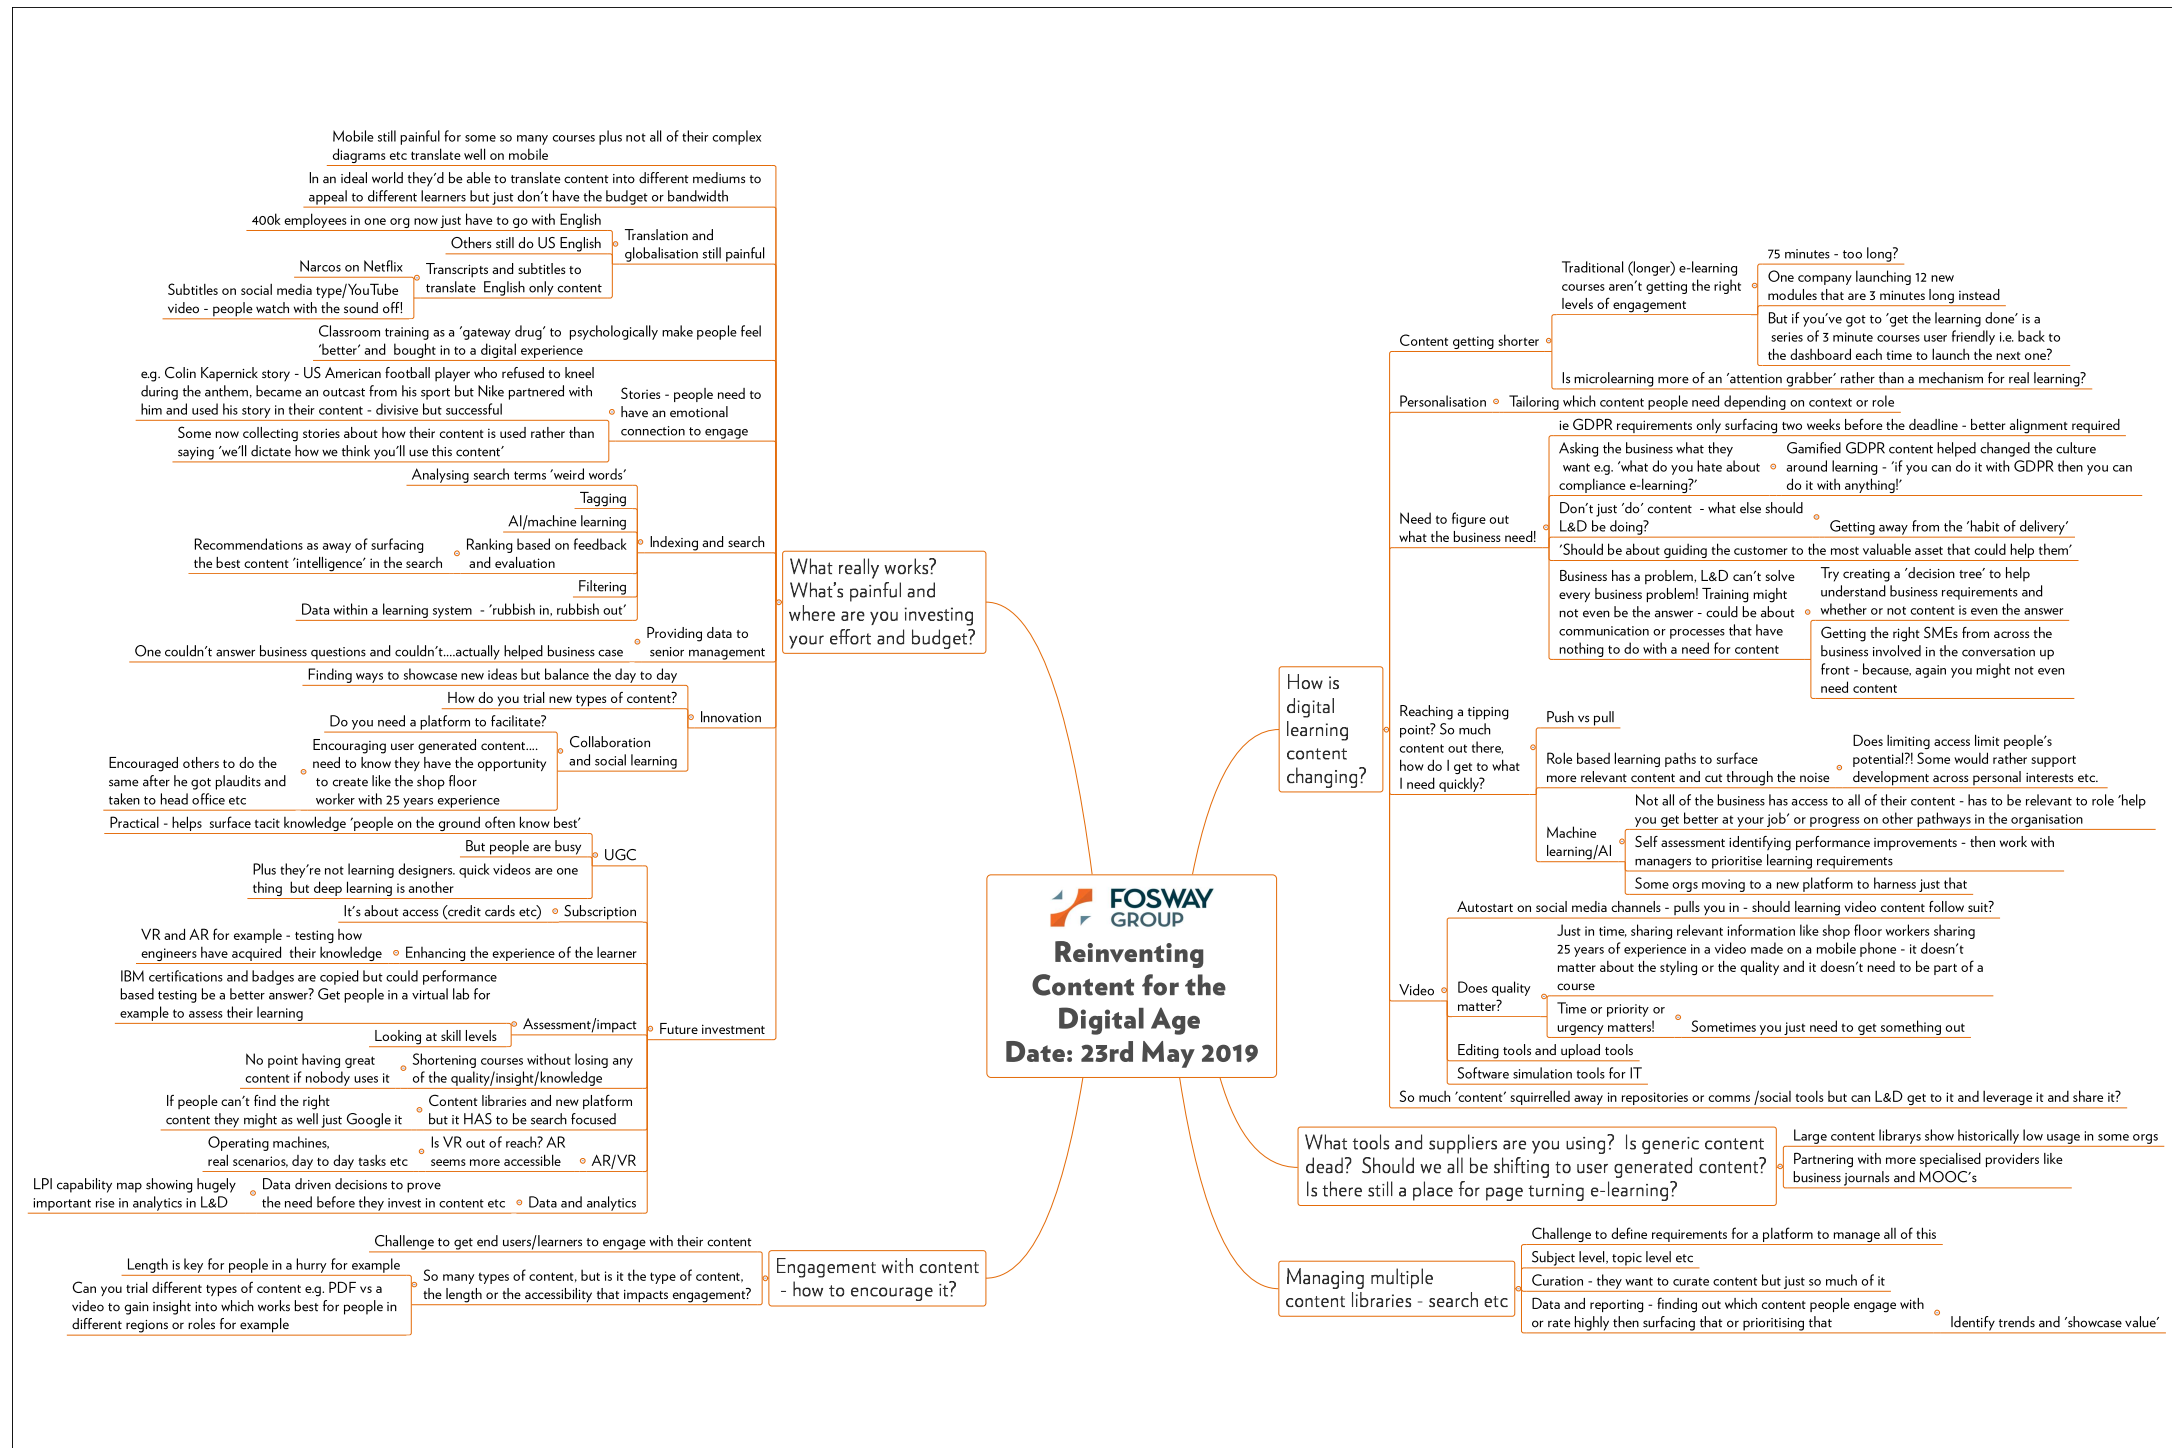 FOSWAY
GROUP
Reinventing
Content for the
Digital Age
Date: 23rd May 2019
How is
digital
learning
content
changing?
Content getting shorter
Traditional (longer) e-learning
courses aren't getting the right
levels of engagement
75 minutes - too long?
One company launching 12 new
modules that are 3 minutes long instead
But if you've got to 'get the learning done' is a
series of 3 minute courses user friendly i.e. back to
the dashboard each time to launch the next one?
Is microlearning more of an 'attention grabber' rather than a mechanism for real learning?
Personalisation
Tailoring which content people need depending on context or role
Need to figure out
what the business need!
ie GDPR requirements only surfacing two weeks before the deadline - better alignment required
Asking the business what they
want e.g. 'what do you hate about
compliance e-learning?'
Gamified GDPR content helped changed the culture
around learning - 'if you can do it with GDPR then you can
do it with anything!'
Don't just 'do' content - what else should
L&D be doing?
Getting away from the 'habit of delivery'
'Should be about guiding the customer to the most valuable asset that could help them'
Business has a problem, L&D can't solve
every business problem! Training might
not even be the answer - could be about
communication or processes that have
nothing to do with a need for content
Try creating a 'decision tree' to help
understand business requirements and
whether or not content is even the answer
Getting the right SMEs from across the
business involved in the conversation up
front - because, again you might not even
need content
Reaching a tipping
point? So much
content out there,
how do I get to what
I need quickly?
Push vs pull
Role based learning paths to surface
more relevant content and cut through the noise
Does limiting access limit people's
potential?! Some would rather support
development across personal interests etc.
Machine
learning/AI
Not all of the business has access to all of their content - has to be relevant to role 'help
you get better at your job' or progress on other pathways in the organisation
Self assessment identifying performance improvements - then work with
managers to prioritise learning requirements
Some orgs moving to a new platform to harness just that
Video
Autostart on social media channels - pulls you in - should learning video content follow suit?
Does quality
matter?
Just in time, sharing relevant information like shop floor workers sharing
25 years of experience in a video made on a mobile phone - it doesn't
matter about the styling or the quality and it doesn't need to be part of a
course
Time or priority or
urgency matters!
Sometimes you just need to get something out
Editing tools and upload tools
Software simulation tools for IT
So much 'content' squirrelled away in repositories or comms /social tools but can L&D get to it and leverage it and share it?
What tools and suppliers are you using? Is generic content
dead? Should we all be shifting to user generated content?
Is there still a place for page turning e-learning?
Large content librarys show historically low usage in some orgs
Partnering with more specialised providers like
business journals and MOOC's
Managing multiple
content libraries - search etc
Challenge to define requirements for a platform to manage all of this
Subject level, topic level etc
Curation - they want to curate content but just so much of it
Data and reporting - finding out which content people engage with
or rate highly then surfacing that or prioritising that
Identify trends and 'showcase value'
What really works?
What's painful and
where are you investing
your effort and budget?
Mobile still painful for some so many courses plus not all of their complex
diagrams etc translate well on mobile
In an ideal world they'd be able to translate content into different mediums to
appeal to different learners but just don't have the budget or bandwidth
Translation and
globalisation still painful
400k employees in one org now just have to go with English
Others still do US English
Transcripts and subtitles to
translate English only content
Narcos on Netflix
Subtitles on social media type/YouTube
video - people watch with the sound off!
Classroom training as a 'gateway drug' to psychologically make people feel
'better' and bought in to a digital experience
Stories - people need to
have an emotional
connection to engage
e.g. Colin Kapernick story - US American football player who refused to kneel
during the anthem, became an outcast from his sport but Nike partnered with
him and used his story in their content - divisive but successful
Some now collecting stories about how their content is used rather than
saying 'we'll dictate how we think you'll use this content'
Indexing and search
Analysing search terms 'weird words'
Tagging
AI/machine learning
Ranking based on feedback
and evaluation
Recommendations as away of surfacing
the best content 'intelligence' in the search
Filtering
Data within a learning system - 'rubbish in, rubbish out'
Providing data to
senior management
One couldn't answer business questions and couldn't....actually helped business case
Innovation
Finding ways to showcase new ideas but balance the day to day
How do you trial new types of content?
Collaboration
and social learning
Do you need a platform to facilitate?
Encouraging user generated content....
need to know they have the opportunity
to create like the shop floor
worker with 25 years experience
Encouraged others to do the
same after he got plaudits and
taken to head office etc
Future investment
UGC
Practical - helps surface tacit knowledge 'people on the ground often know best'
But people are busy
Plus they're not learning designers. quick videos are one
thing but deep learning is another
Subscription
It's about access (credit cards etc)
Enhancing the experience of the learner
VR and AR for example - testing how
engineers have acquired their knowledge
Assessment/impact
IBM certifications and badges are copied but could performance
based testing be a better answer? Get people in a virtual lab for
example to assess their learning
Looking at skill levels
Shortening courses without losing any
of the quality/insight/knowledge
No point having great
content if nobody uses it
Content libraries and new platform
but it HAS to be search focused
If people can't find the right
content they might as well just Google it
AR/VR
Is VR out of reach? AR
seems more accessible
Operating machines,
real scenarios, day to day tasks etc
Data and analytics
Data driven decisions to prove
the need before they invest in content etc
LPI capability map showing hugely
important rise in analytics in L&D
Engagement with content
- how to encourage it?
Challenge to get end users/learners to engage with their content
So many types of content, but is it the type of content,
the length or the accessibility that impacts engagement?
Length is key for people in a hurry for example
Can you trial different types of content e.g. PDF vs a
video to gain insight into which works best for people in
different regions or roles for example